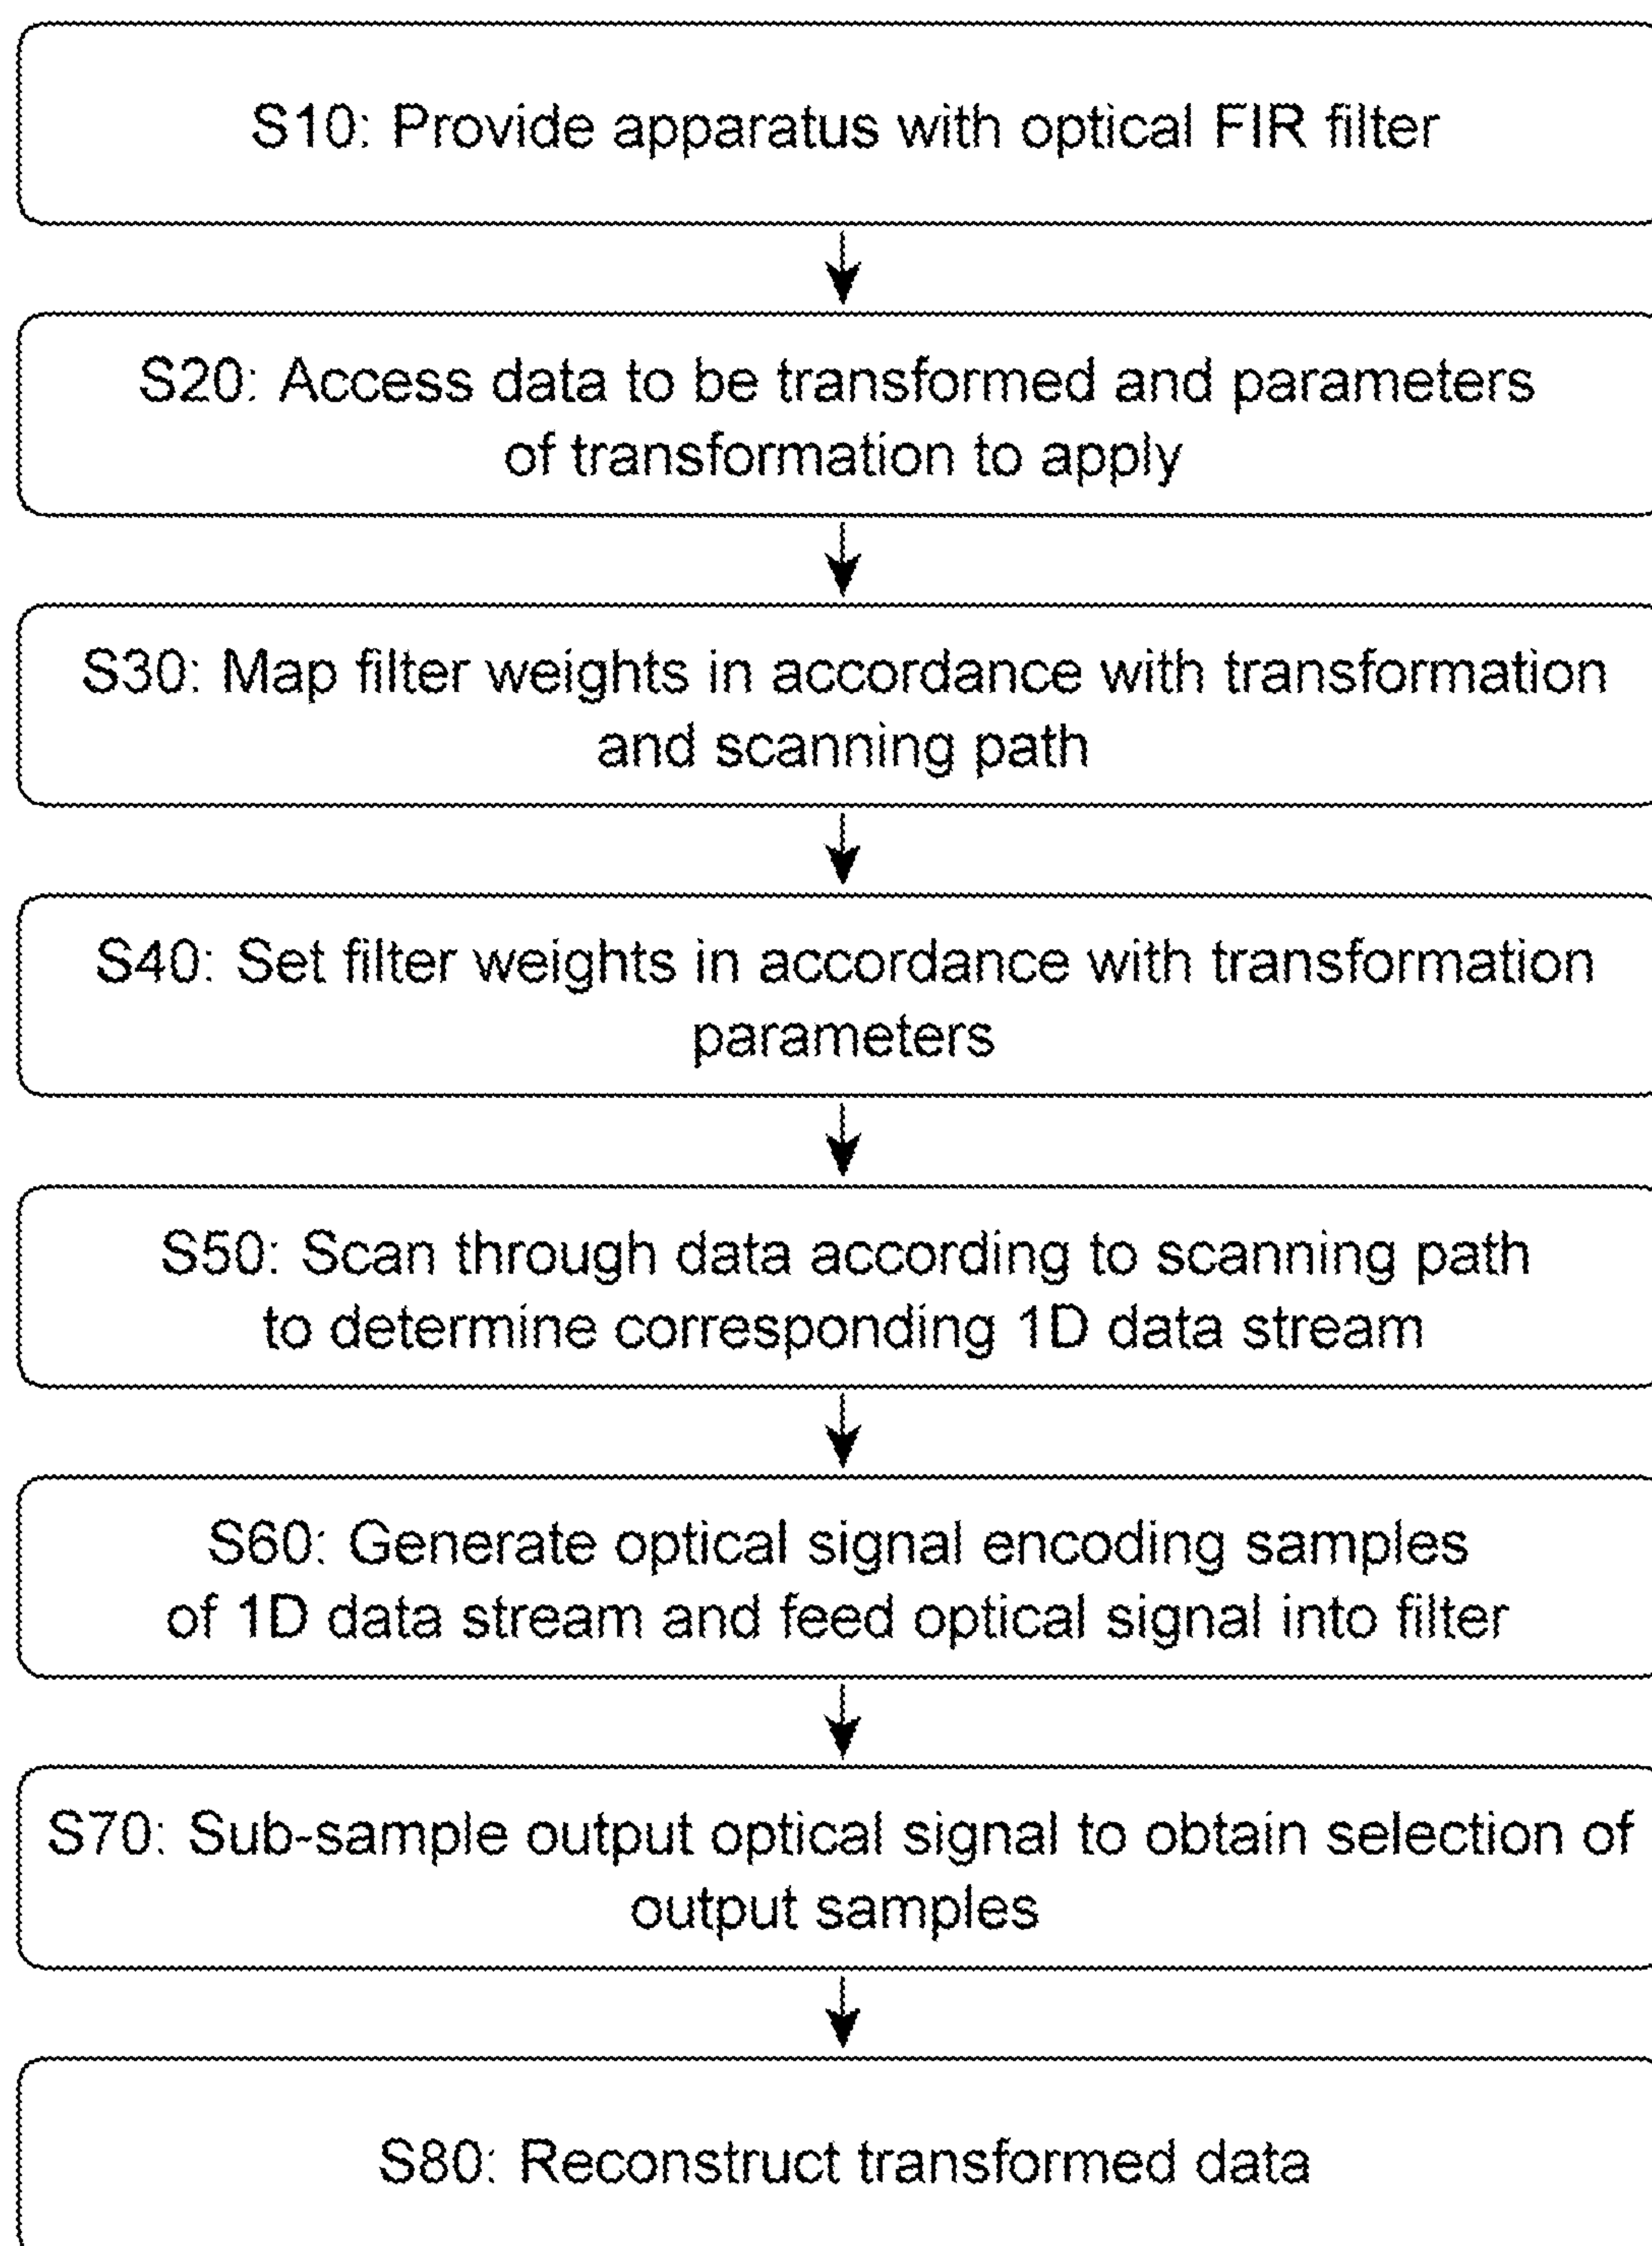 S10: Provide apparatus with optical FIR filter
S20: Access data to be transformed and parameters
of transformation to apply
S30: Map filter weights in accordance with transformation
and scanning path
S40: Set filter weights in accordance with transformation
parameters
S50: Scan through data according to scanning path
to determine corresponding 1D data stream
S60: Generate optical signal encoding samples
of 1D data stream and feed optical signal into filter
S70: Sub-sample output optical signal to obtain selection of
output samples
S80: Reconstruct transformed data